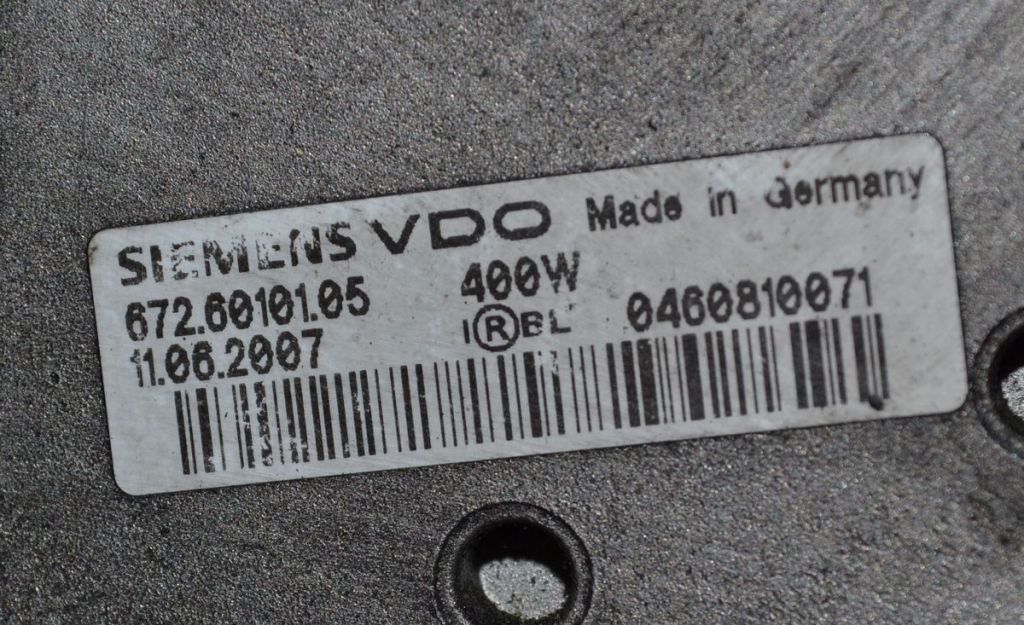 SIEMENS VDO Made in Germany
672.60101.05 400W
11.06.2007 I ® BL 0460810071